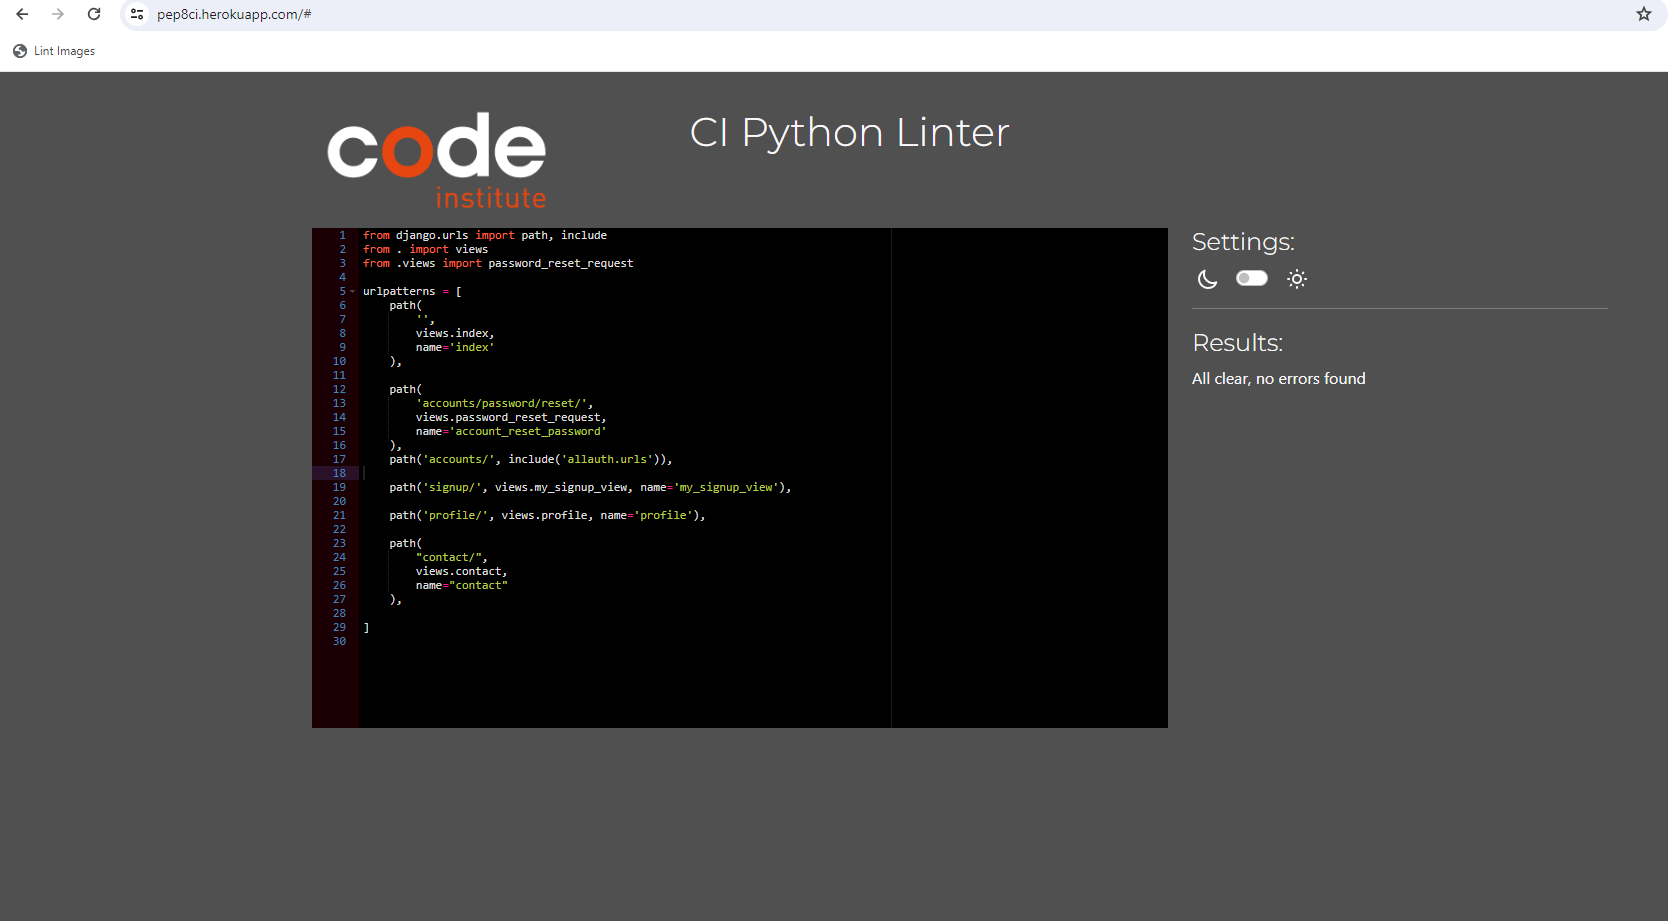 pep8ci.herokuapp.com/#
Lint Images
code
institute
CI Python Linter
1 from django.urls import path, include
2 from . import views
3 from .views import password_reset_request
4
5 urlpatterns = [
6     path(
7         '',
8         views.index,
9         name='index'
10     ),
11
12     path(
13         'accounts/password/reset/',
14         views.password_reset_request,
15         name='account_reset_password'
16     ),
17     path('accounts/', include('allauth.urls')),
18
19     path('signup/', views.my_signup_view, name='my_signup_view'),
20
21     path('profile/', views.profile, name='profile'),
22
23     path(
24         "contact/",
25         views.contact,
26         name="contact"
27     ),
28
29 ]
30
Settings:
Results:
All clear, no errors found